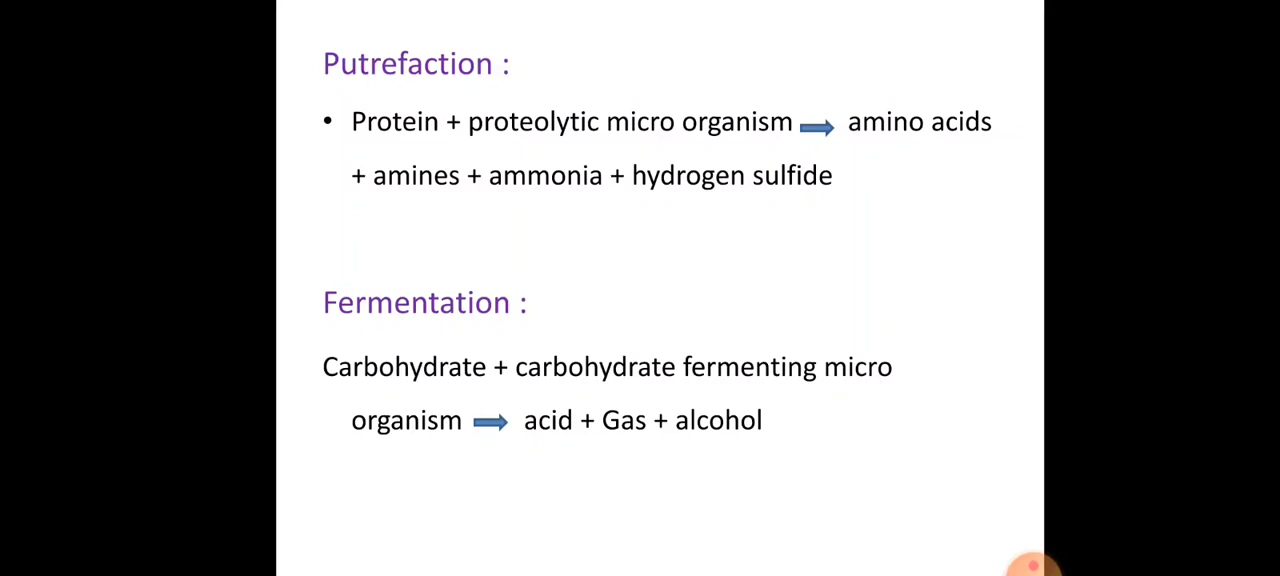 Putrefaction :
• Protein + proteolytic micro organism ➡ amino acids
+ amines + ammonia + hydrogen sulfide
Fermentation :
Carbohydrate + carbohydrate fermenting micro
organism ➡ acid + Gas + alcohol